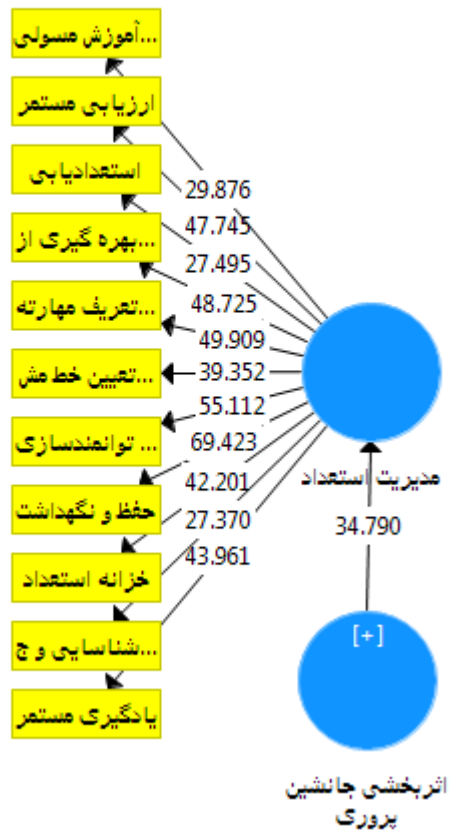 آموزش مسولی...
ارزیابی مستمر
استعدادیابی
بهره گیری از...
تعریف مهارته...
تعیین خط مش...
توانمندسازی ...
حفظ و نگهداشت
خزانه استعداد
شناسایی و ج...
یادگیری مستمر
29.876
47.745
27.495
48.725
49.909
39.352
55.112
69.423
42.201
27.370
43.961
مدیریت استعداد
34.790
[+]
اثربخشی جانشین
پروری